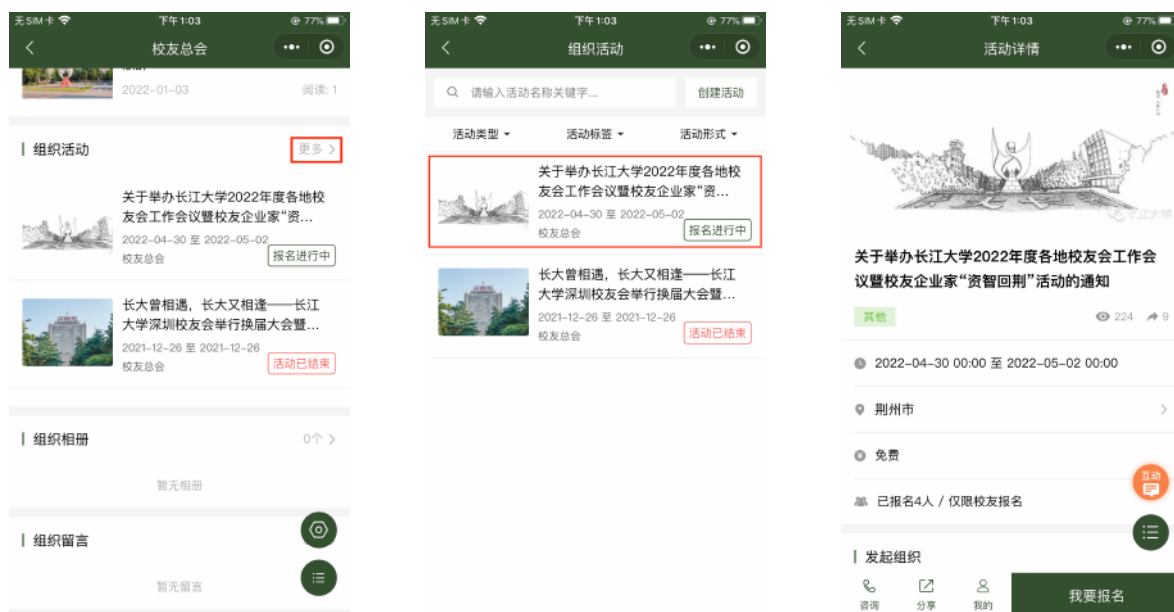 无SIM卡
下午1:03
77%
校友总会
2022-01-03
阅读: 1
组织活动
更多
关于举办长江大学2022年度各地校
友会工作会议暨校友企业家“资...
2022-04-30 至 2022-05-02
校友总会
报名进行中
长大曾相遇，长大又相逢——长江
大学深圳校友会举行换届大会暨...
2021-12-26 至 2021-12-26
校友总会
活动已结束
组织相册
0个
暂无相册
组织留言
暂无留言
无SIM卡
下午1:03
77%
组织活动
请输入活动名称关键字...
创建活动
活动类型
活动标签
活动形式
关于举办长江大学2022年度各地校
友会工作会议暨校友企业家“资...
2022-04-30 至 2022-05-02
校友总会
报名进行中
长大曾相遇，长大又相逢——长江
大学深圳校友会举行换届大会暨...
2021-12-26 至 2021-12-26
校友总会
活动已结束
无SIM卡
下午1:03
77%
活动详情
长江大学
关于举办长江大学2022年度各地校友会工作会
议暨校友企业家“资智回荆”活动的通知
其他
224
9
2022-04-30 00:00 至 2022-05-02 00:00
荆州市
免费
互动
已报名4人 / 仅限校友报名
发起组织
咨询
分享
我的
我要报名